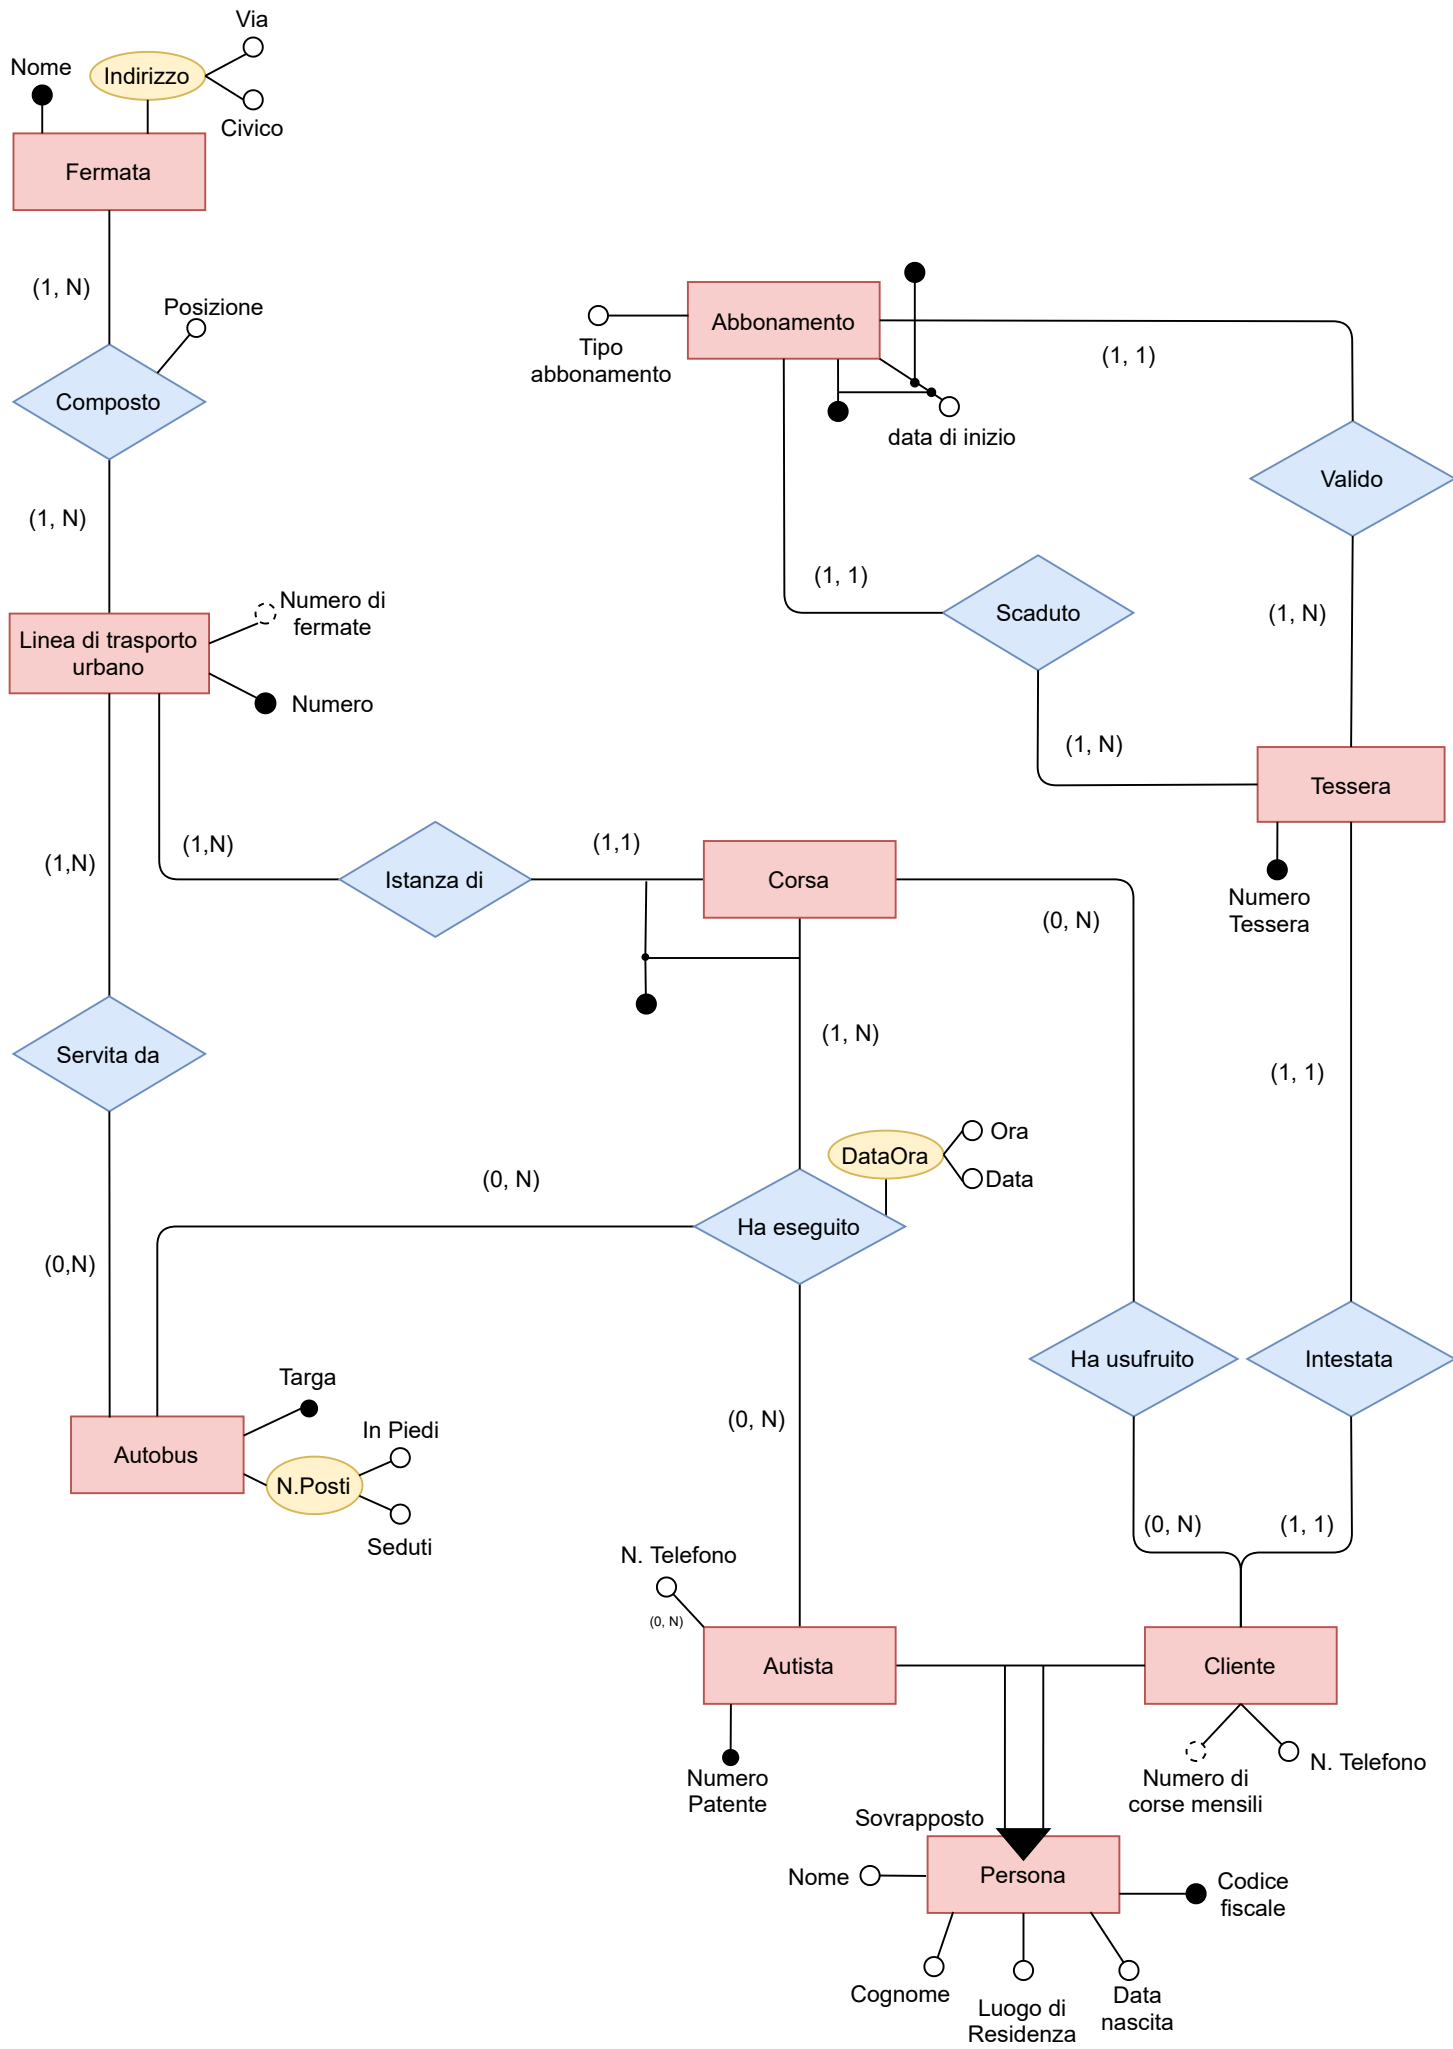 Via
Nome
Indirizzo
Civico
Fermata
(1, N)
Posizione
Composto
(1, N)
Abbonamento
Tipo
abbonamento
data di inizio
(1, 1)
Valido
(1, 1)
Scaduto
(1, N)
(1, N)
Numero di
fermate
Linea di trasporto
urbano
Numero
Tessera
Numero
Tessera
(1,N)
(1,N)
Istanza di
(1,1)
Corsa
(0, N)
(1, N)
(1, 1)
Servita da
DataOra
Ora
Data
(0, N)
Ha eseguito
(0,N)
Ha usufruito
Intestata
Targa
Autobus
In Piedi
N.Posti
Seduti
(0, N)
(0, N)
(1, 1)
N. Telefono
(0, N)
Autista
Cliente
Numero
Patente
Numero di
corse mensili
N. Telefono
Sovrapposto
Nome
Persona
Codice
fiscale
Cognome
Luogo di
Residenza
Data
nascita